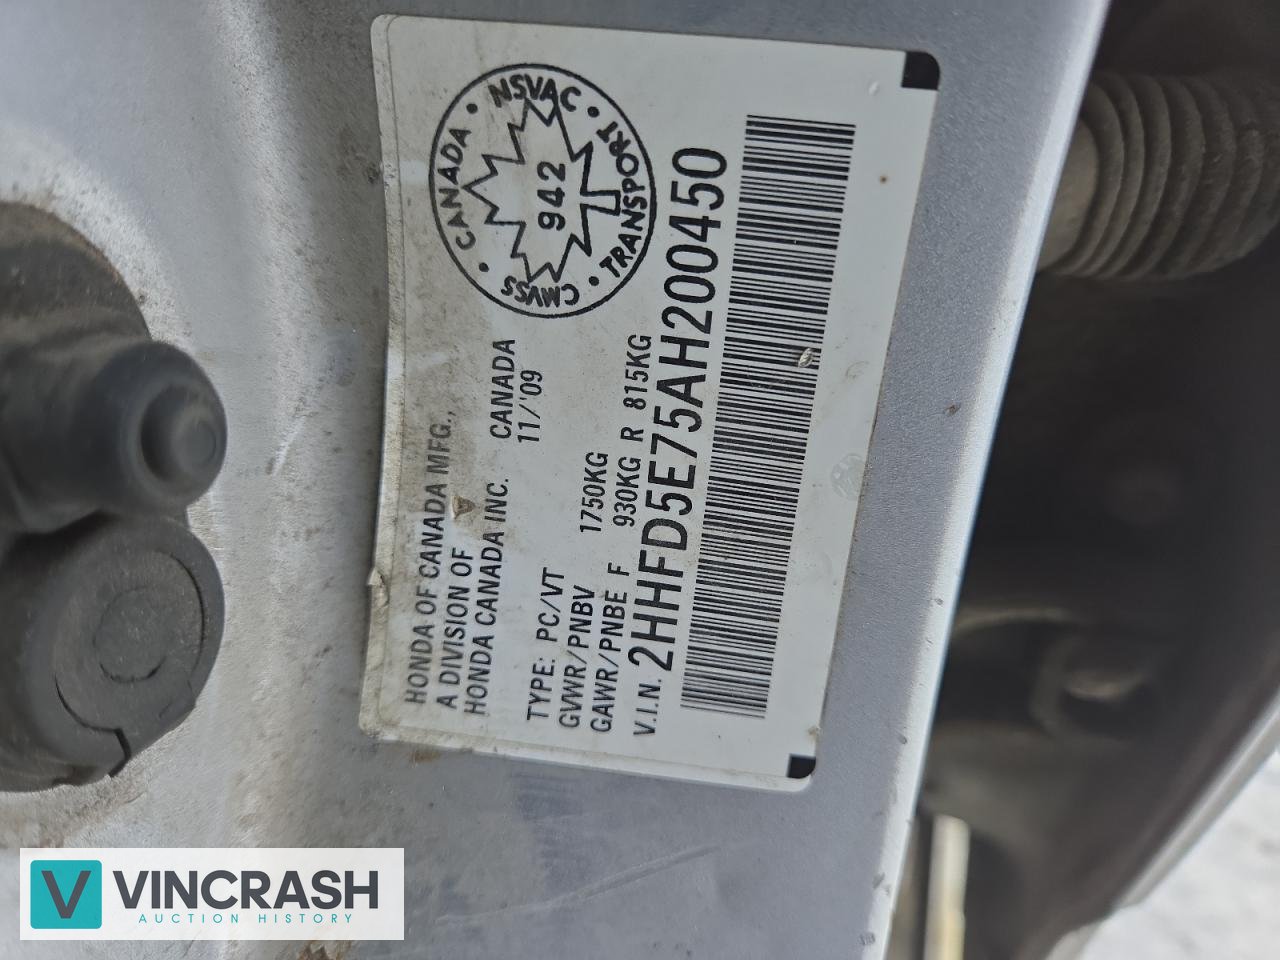 HONDA OF CANADA MFG.,
A DIVISION OF
HONDA CANADA INC.
CANADA
11/'09
TYPE: PC/VT
GVWR/PNBV 1750KG
GAWR/PNBE F 930KG R 815KG
V.I.N. 2HHFD5E75AH200450
CANADA • NSVAC • TRANSPORT • CMVSS •
942
V VINCRASH
AUCTION HISTORY